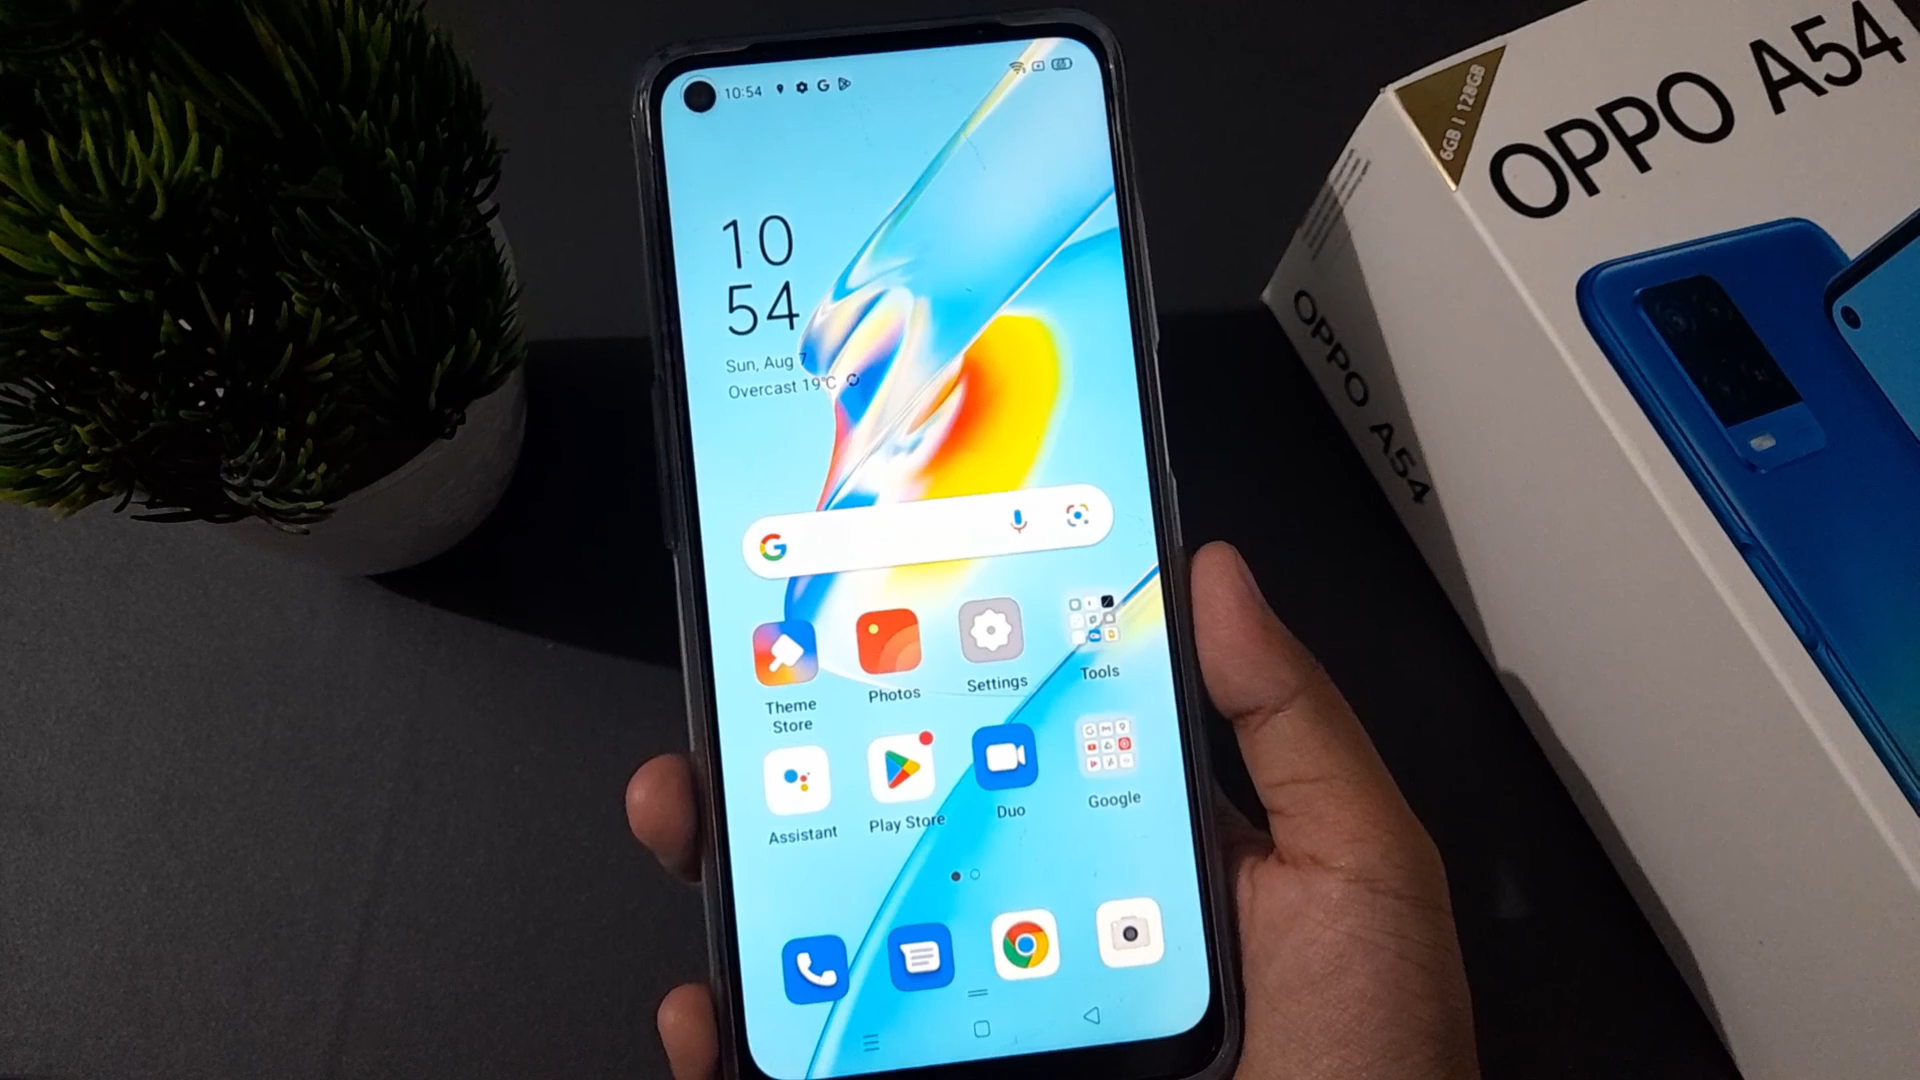 10:54
10
54
Sun, Aug 7
Overcast 19°C
Theme
Store
Photos
Settings
Tools
Assistant
Play Store
Duo
Google
6GB | 128GB
OPPO A54
OPPO A54